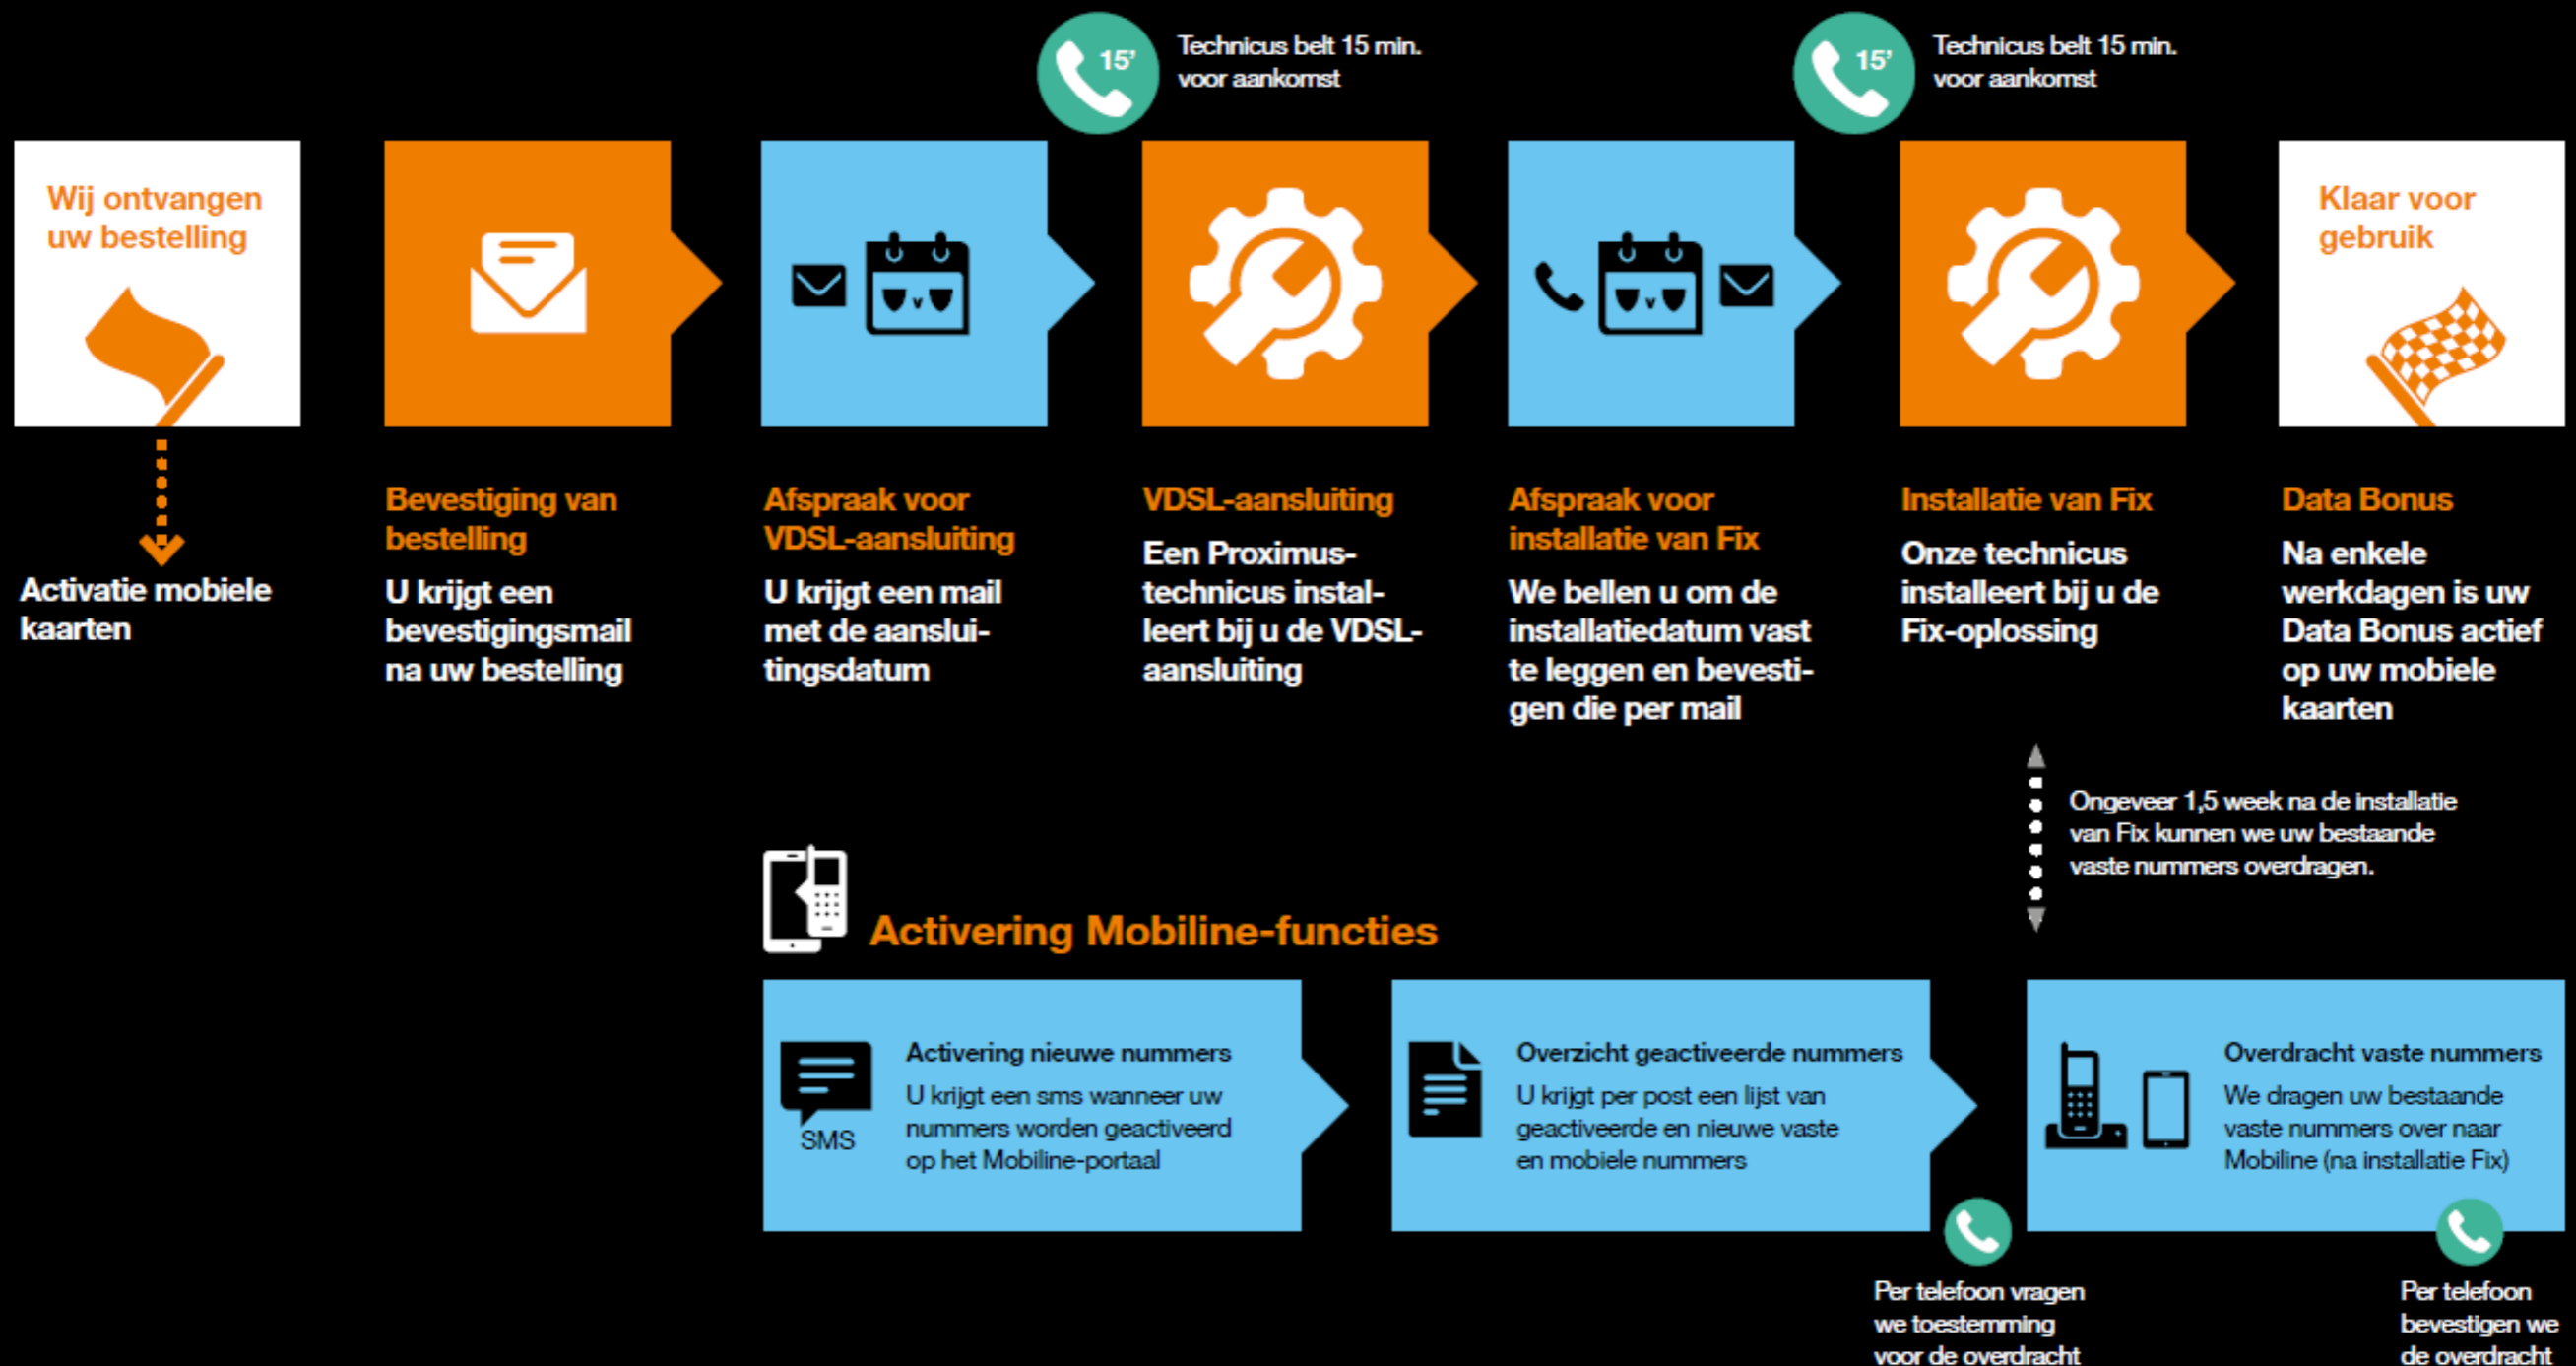 15’
Technicus belt 15 min.
voor aankomst
15’
Technicus belt 15 min.
voor aankomst
Wij ontvangen
uw bestelling
Klaar voor
gebruik
Activatie mobiele
kaarten
Bevestiging van
bestelling
U krijgt een
bevestigingsmail
na uw bestelling
Afspraak voor
VDSL-aansluiting
U krijgt een mail
met de aanslui-
tingsdatum
VDSL-aansluiting
Een Proximus-
technicus instal-
leert bij u de VDSL-
aansluiting
Afspraak voor
installatie van Fix
We bellen u om de
installatiedatum vast
te leggen en bevesti-
gen die per mail
Installatie van Fix
Onze technicus
installeert bij u de
Fix-oplossing
Data Bonus
Na enkele
werkdagen is uw
Data Bonus actief
op uw mobiele
kaarten
Ongeveer 1,5 week na de installatie
van Fix kunnen we uw bestaande
vaste nummers overdragen.
Activering Mobiline-functies
SMS
Activering nieuwe nummers
U krijgt een sms wanneer uw
nummers worden geactiveerd
op het Mobiline-portaal
Overzicht geactiveerde nummers
U krijgt per post een lijst van
geactiveerde en nieuwe vaste
en mobiele nummers
Overdracht vaste nummers
We dragen uw bestaande
vaste nummers over naar
Mobiline (na installatie Fix)
Per telefoon vragen
we toestemming
voor de overdracht
Per telefoon
bevestigen we
de overdracht